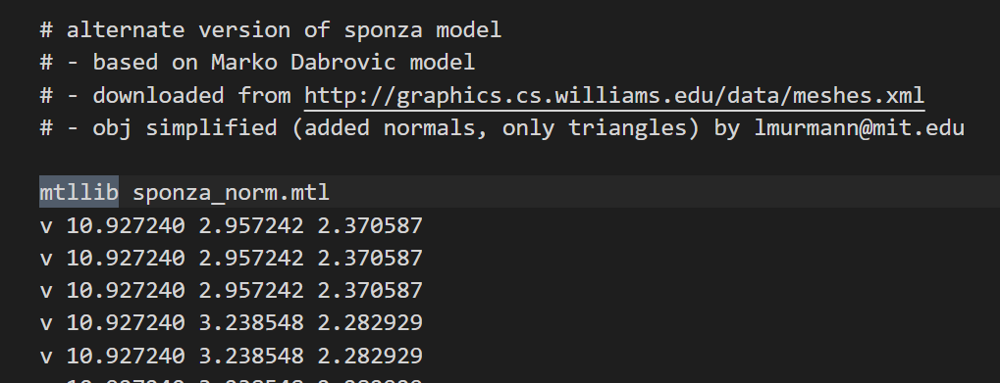 # alternate version of sponza model
# - based on Marko Dabrovic model
# - downloaded from http://graphics.cs.williams.edu/data/meshes.xml
# - obj simplified (added normals, only triangles) by lmurmann@mit.edu
mtllib sponza_norm.mtl
v 10.927240 2.957242 2.370587
v 10.927240 2.957242 2.370587
v 10.927240 2.957242 2.370587
v 10.927240 3.238548 2.282929
v 10.927240 3.238548 2.282929